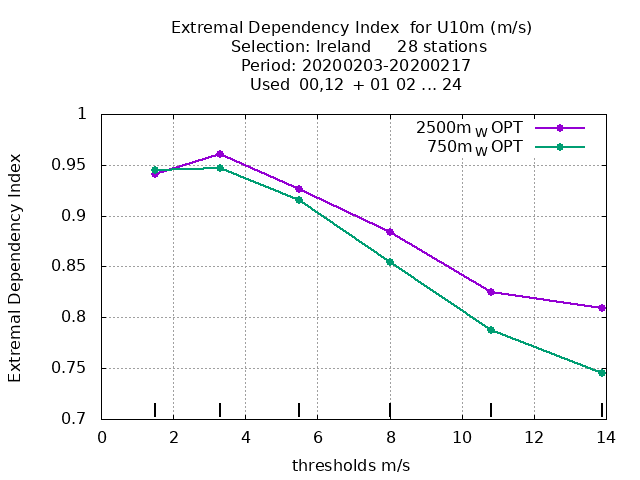 Extremal Dependency Index  for U10m (m/s)
Selection: Ireland     28 stations
Period: 20200203-20200217
Used  00,12  + 01 02 ... 24
2500m W OPT
750m W OPT
Extremal Dependency Index
1
0.95
0.9
0.85
0.8
0.75
0.7
0 2 4 6 8 10 12 14
thresholds m/s